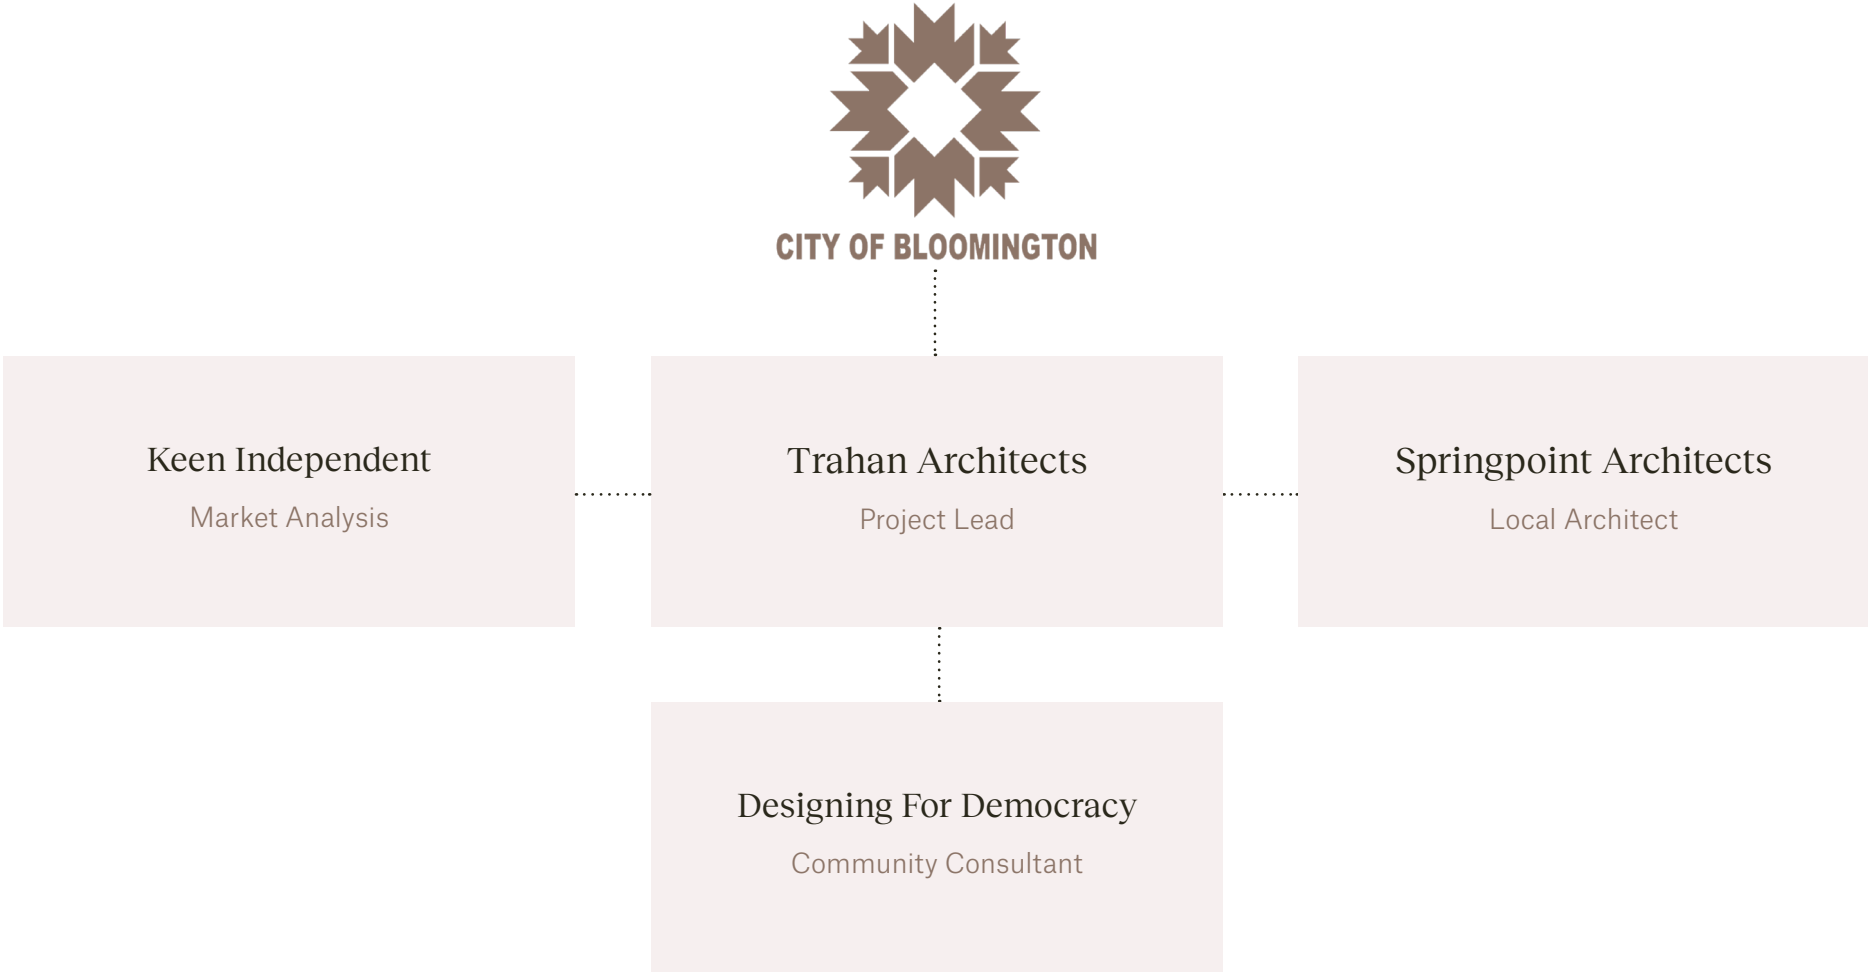 CITY OF BLOOMINGTON
Keen Independent
Market Analysis
Trahan Architects
Project Lead
Springpoint Architects
Local Architect
Designing For Democracy
Community Consultant